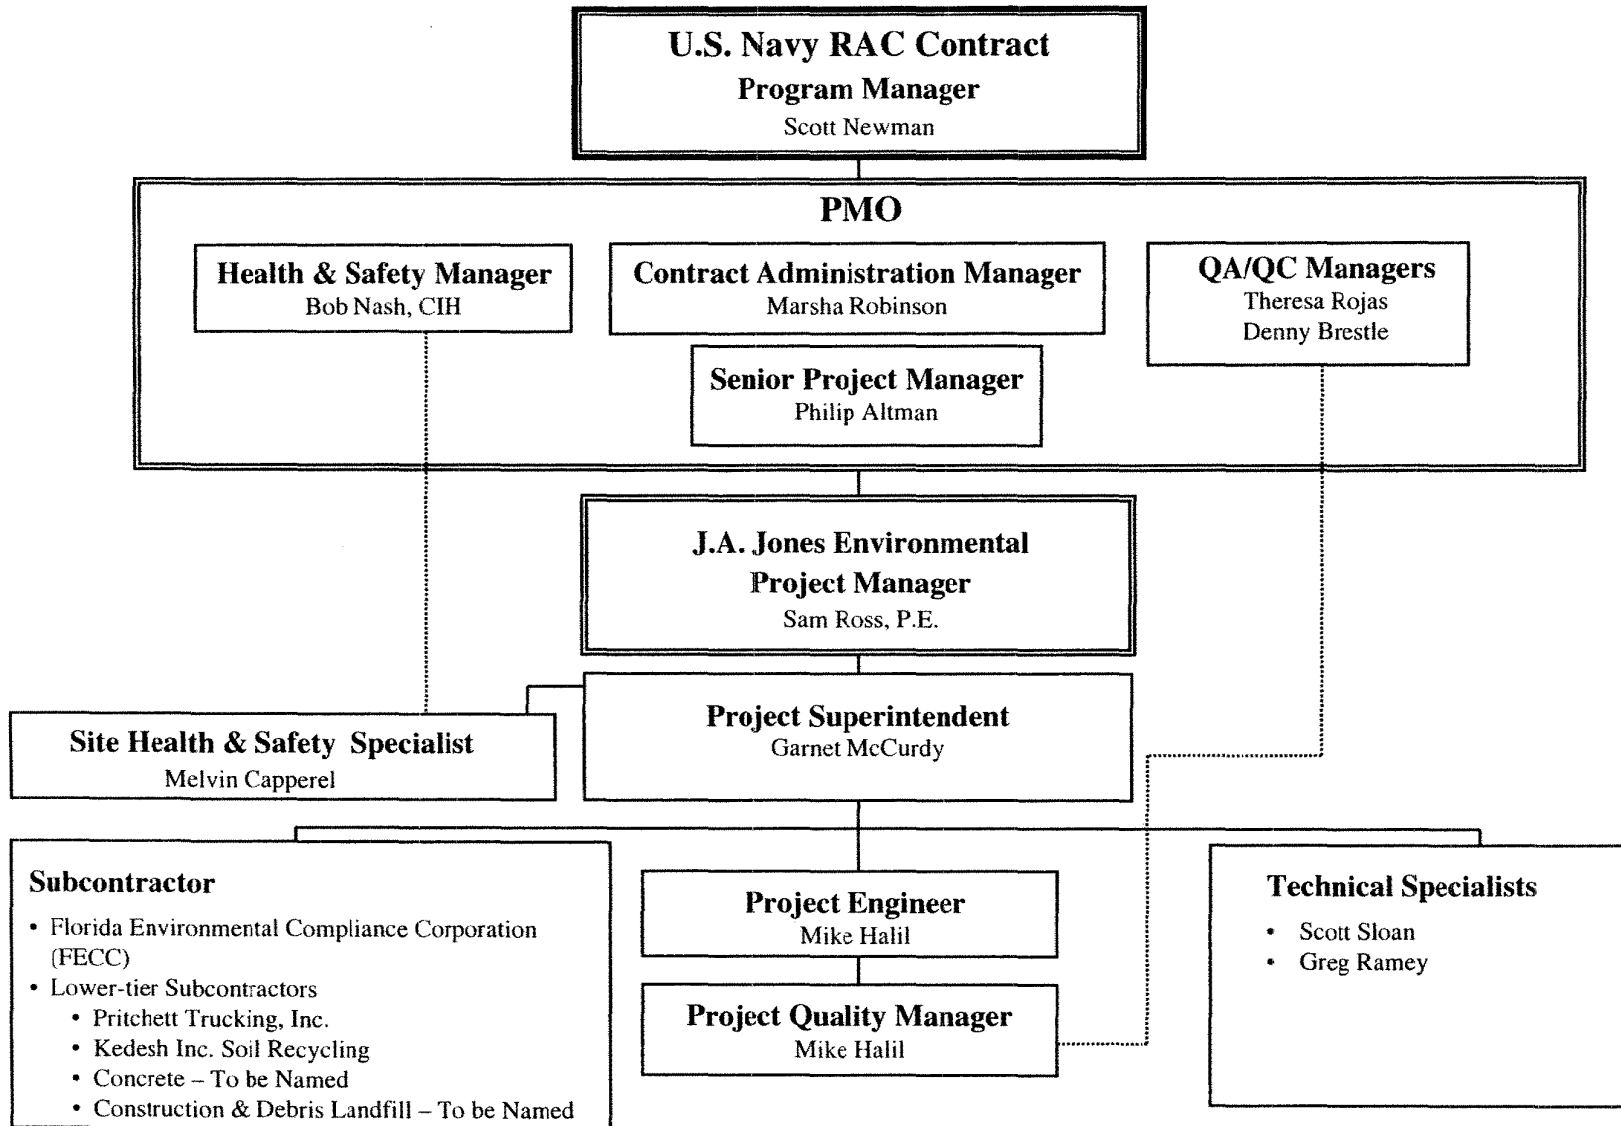 U.S. Navy RAC Contract
Program Manager
Scott Newman
PMO
Health & Safety Manager
Bob Nash, CIH
Contract Administration Manager
Marsha Robinson
QA/QC Managers
Theresa Rojas
Denny Brestle
Senior Project Manager
Philip Altman
J.A. Jones Environmental
Project Manager
Sam Ross, P.E.
Project Superintendent
Garnet McCurdy
Site Health & Safety Specialist
Melvin Capperel
Subcontractor
• Florida Environmental Compliance Corporation
(FECC)
• Lower-tier Subcontractors
• Pritchett Trucking, Inc.
• Kedesh Inc. Soil Recycling
• Concrete – To be Named
• Construction & Debris Landfill – To be Named
Project Engineer
Mike Halil
Project Quality Manager
Mike Halil
Technical Specialists
• Scott Sloan
• Greg Ramey